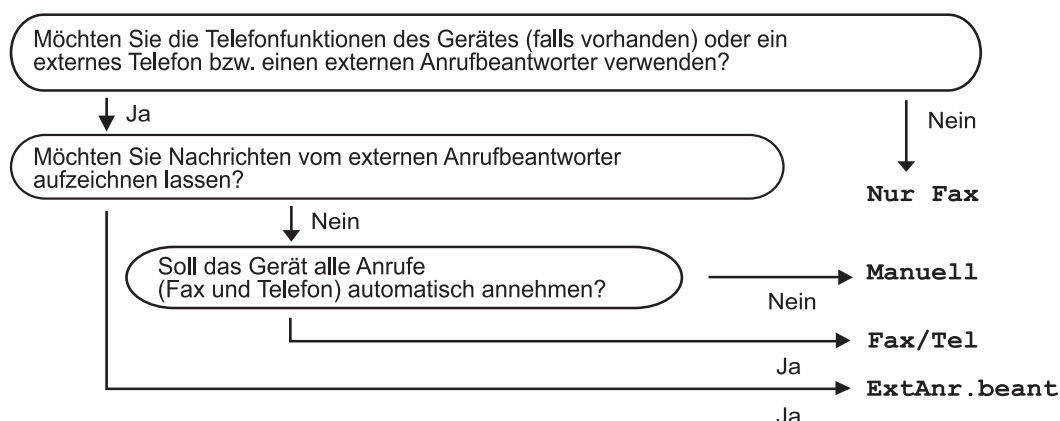 Möchten Sie die Telefonfunktionen des Gerätes (falls vorhanden) oder ein
externes Telefon bzw. einen externen Anrufbeantworter verwenden?
Ja
Nein
Möchten Sie Nachrichten vom externen Anrufbeantworter
aufzeichnen lassen?
Nur Fax
Nein
Soll das Gerät alle Anrufe
(Fax und Telefon) automatisch annehmen?
Manuell
Nein
Fax/Tel
Ja
ExtAnr.beant
Ja